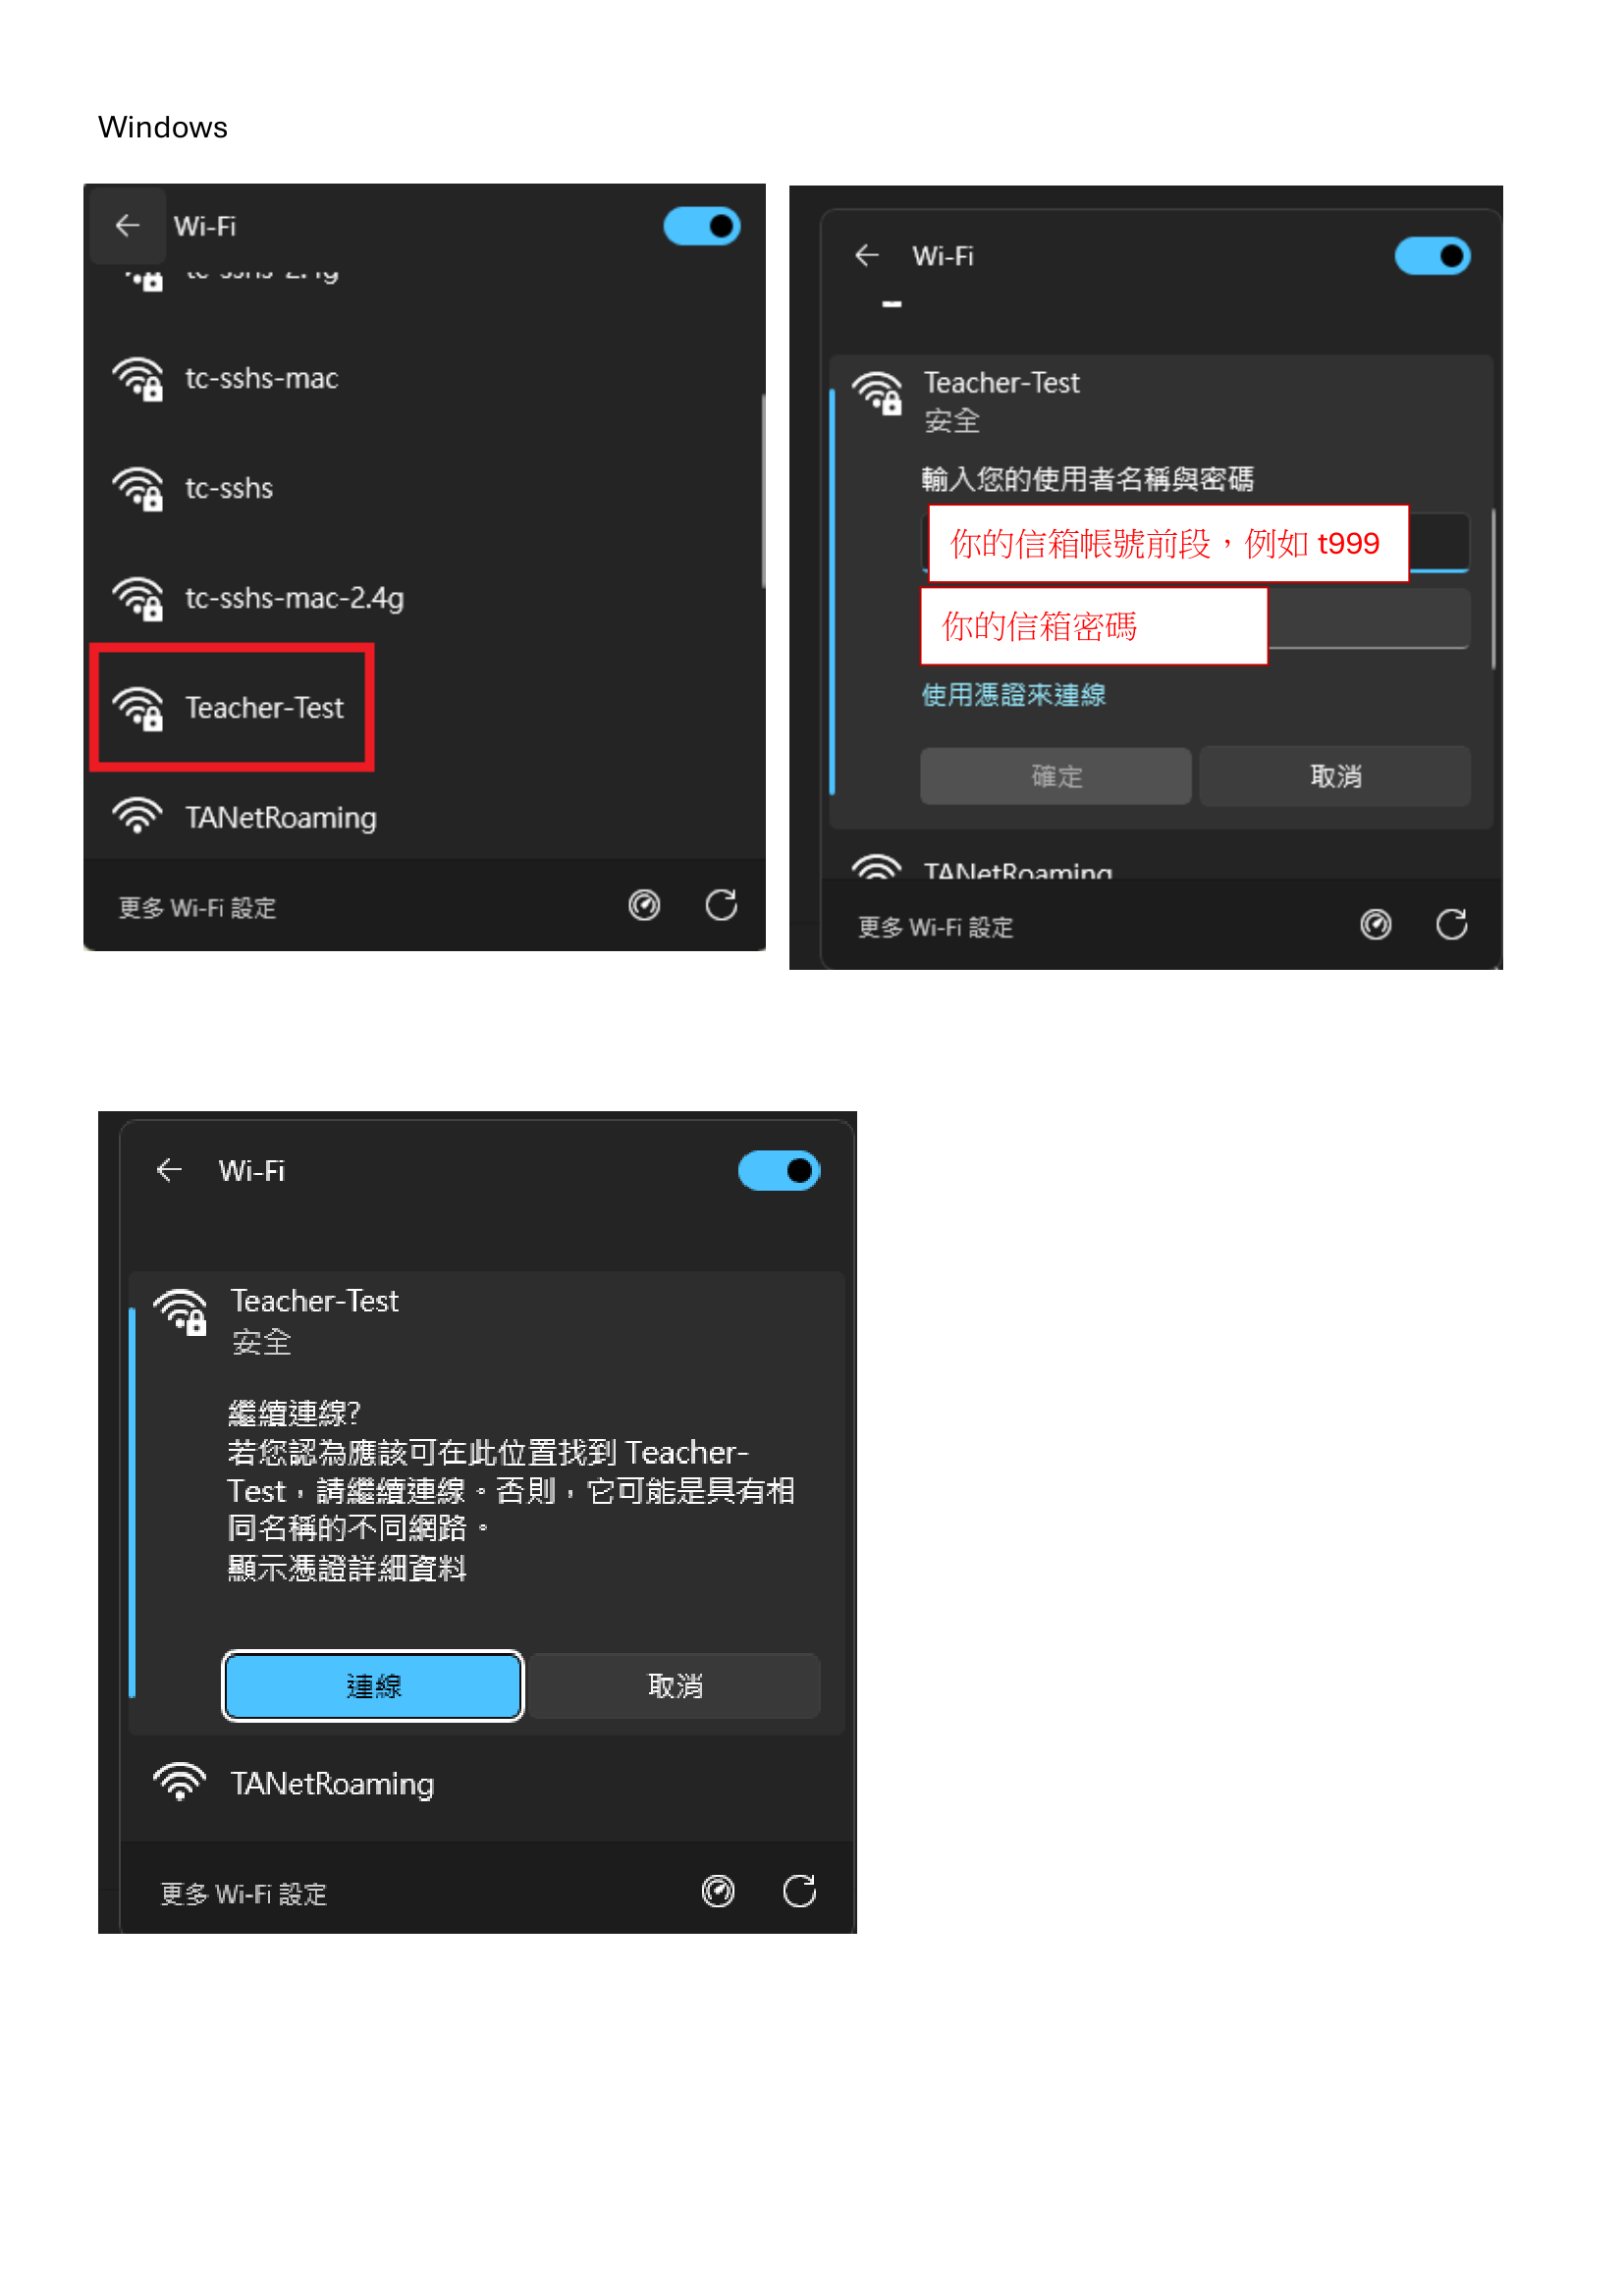 Windows
Wi-Fi
tc-sshs-2.4g
tc-sshs-mac
tc-sshs
tc-sshs-mac-2.4g
Teacher-Test
TANetRoaming
更多 Wi-Fi 設定
Wi-Fi
Teacher-Test
安全
輸入您的使用者名稱與密碼
你的信箱帳號前段，例如 t999
你的信箱密碼
使用憑證來連線
確定
取消
TANetRoaming
更多 Wi-Fi 設定
Wi-Fi
Teacher-Test
安全
繼續連線?
若您認為應該可在此位置找到 Teacher-
Test，請繼續連線。否則，它可能是具有相
同名稱的不同網路。
顯示憑證詳細資料
連線
取消
TANetRoaming
更多 Wi-Fi 設定